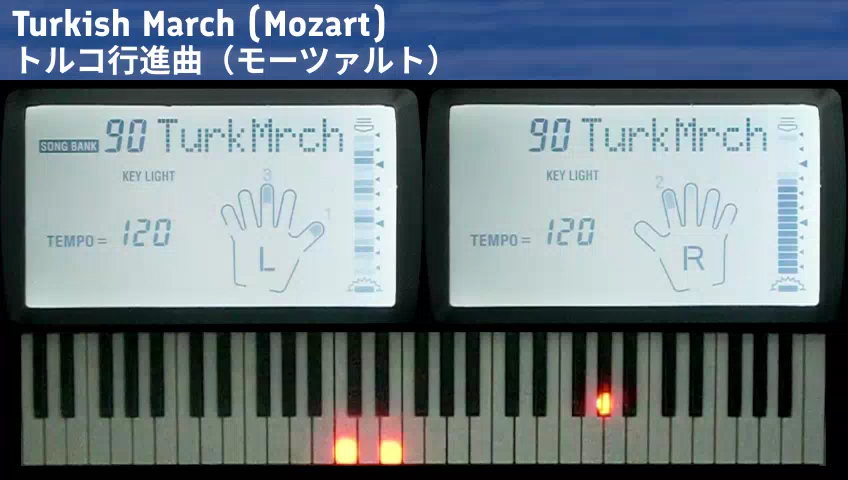 Turkish March (Mozart)
トルコ行進曲（モーツァルト）
SONG BANK 90 TurkMrch
KEY LIGHT
3
1
TEMPO = 120
L
90 TurkMrch
KEY LIGHT
2
TEMPO = 120
R